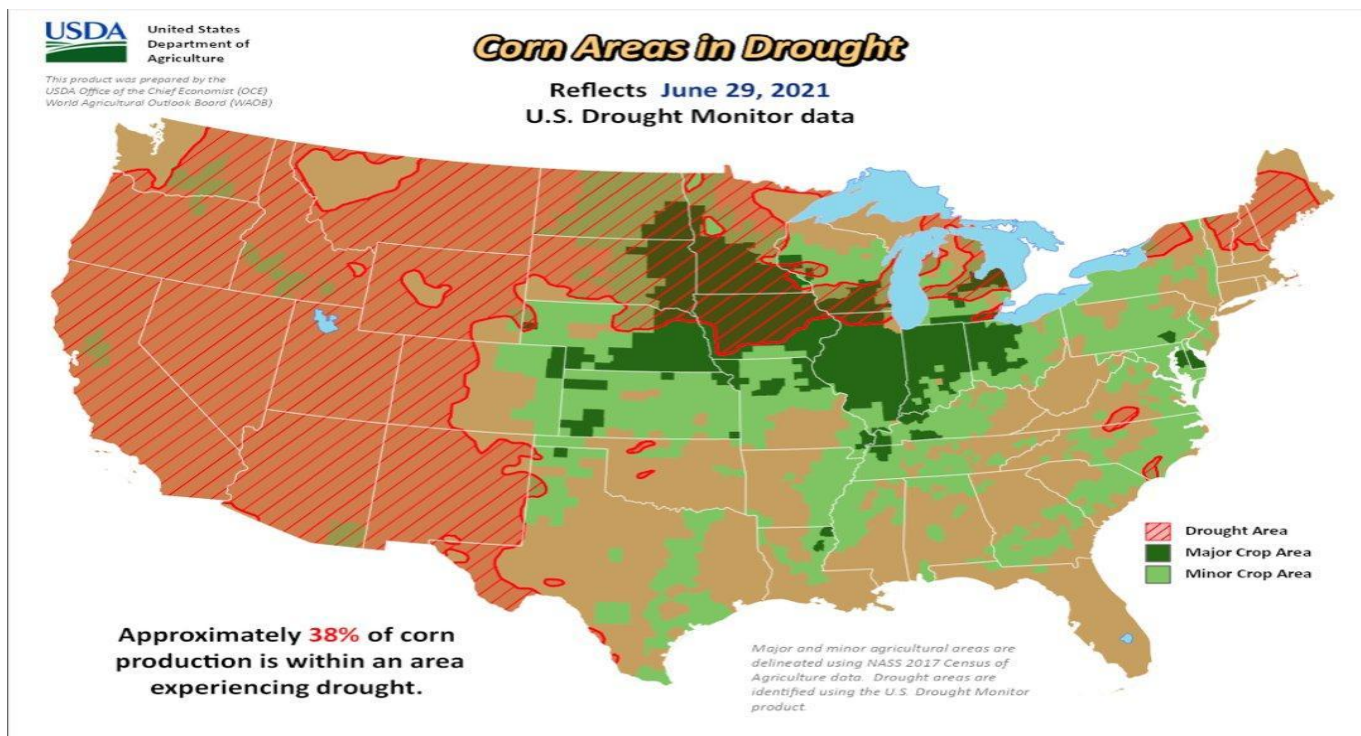 USDA
United States
Department of
Agriculture
This product was prepared by the
USDA Office of the Chief Economist (OCE)
World Agricultural Outlook Board (WAOB)
Corn Areas in Drought
Reflects June 29, 2021
U.S. Drought Monitor data
Drought Area
Major Crop Area
Minor Crop Area
Approximately 38% of corn
production is within an area
experiencing drought.
Major and minor agricultural areas are
delineated using NASS 2017 Census of
Agriculture data. Drought areas are
identified using the U.S. Drought Monitor
product.